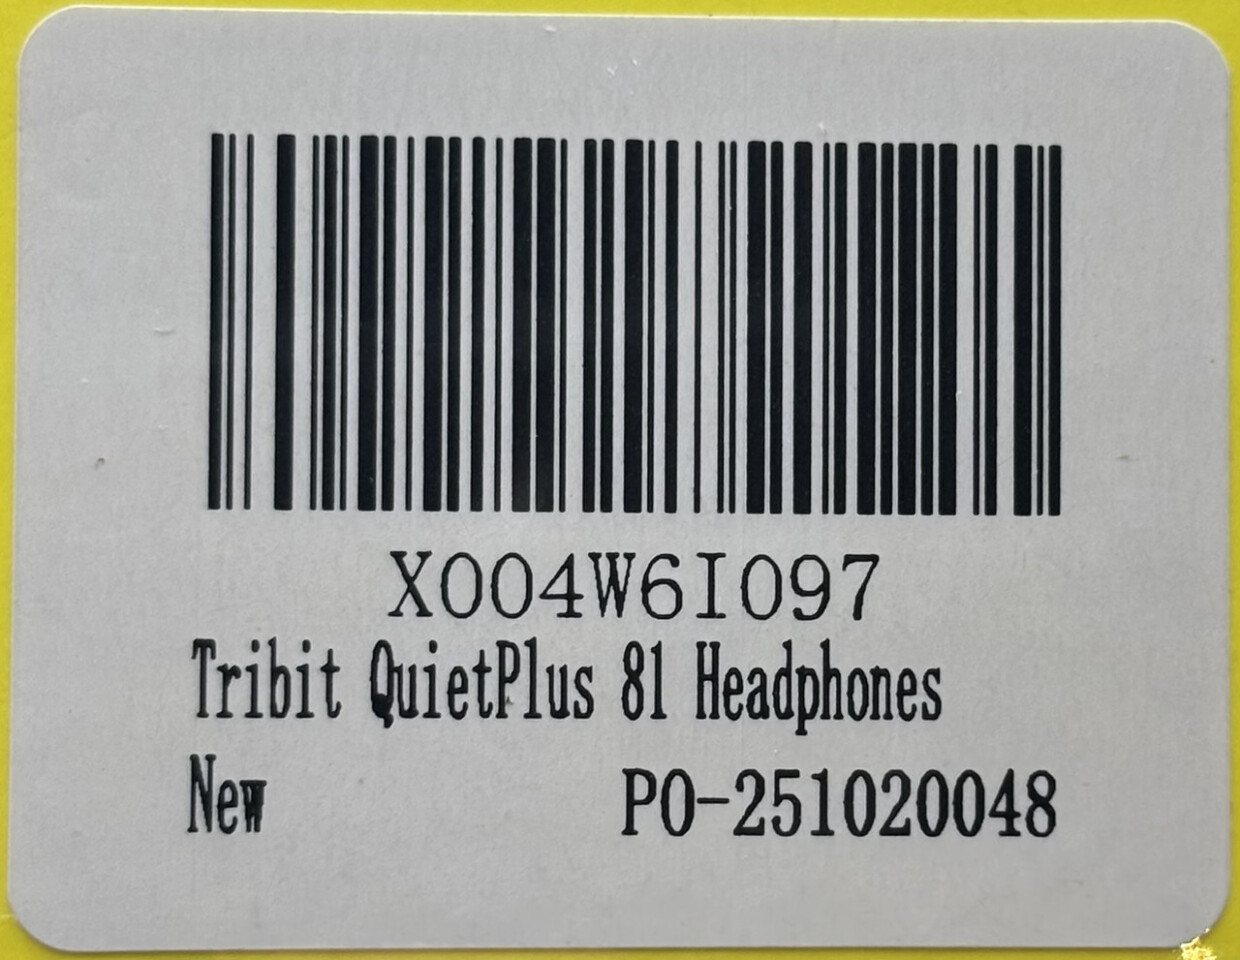 X004W6I097
Tribit QuietPlus 81 Headphones
New PO-251020048